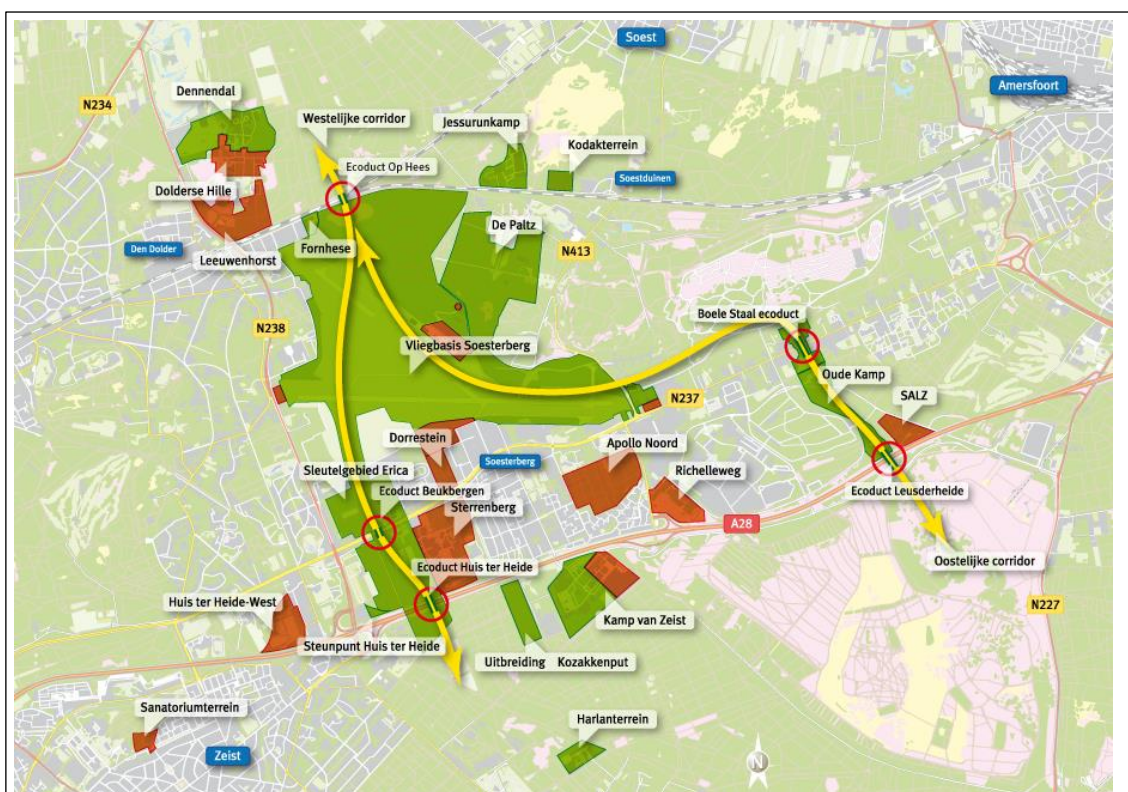 Soest
Amersfoort
N234
Dennendal
Westelijke corridor
Jessurunkamp
Kodakterrein
Ecoduct Op Hees
Soestduinen
Dolderse Hille
De Paltz
Den Dolder
Fornhese
N413
Leeuwenhorst
Boele Staal ecoduct
N238
Vliegbasis Soesterberg
Oude Kamp
SALZ
N237
Dorrestein
Apollo Noord
Soesterberg
Sleutelgebied Erica
Richelleweg
Ecoduct Beukbergen
Ecoduct Leusderheide
Sterrenberg
A28
Oostelijke corridor
Ecoduct Huis ter Heide
Huis ter Heide-West
N227
Kamp van Zeist
Steunpunt Huis ter Heide
Uitbreiding Kozakkenput
Sanatoriumterrein
Harlanterrein
Zeist
N